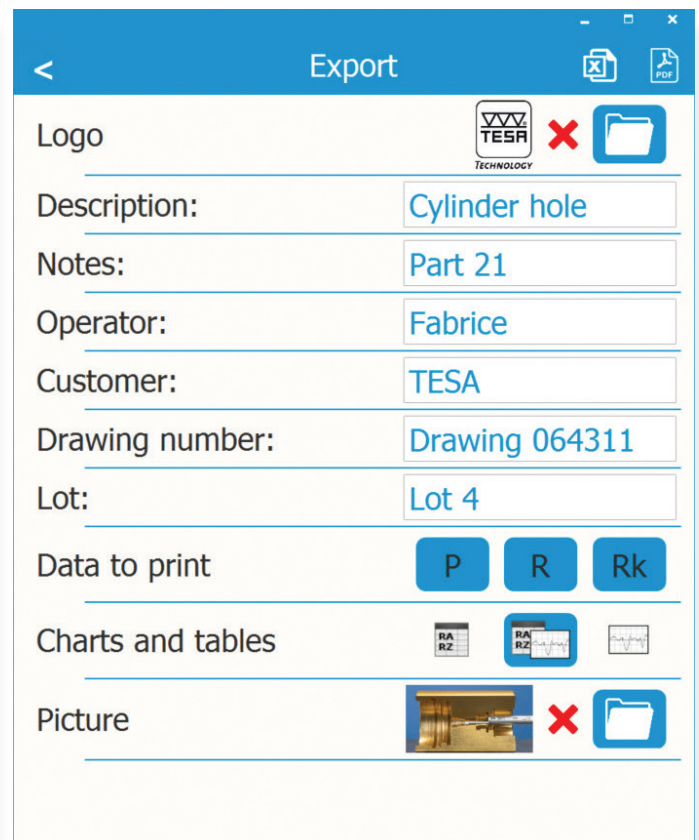 < Export
PDF
Logo
TESA
TECHNOLOGY
Description: Cylinder hole
Notes: Part 21
Operator: Fabrice
Customer: TESA
Drawing number: Drawing 064311
Lot: Lot 4
Data to print P R Rk
Charts and tables RA RZ RA RZ
Picture